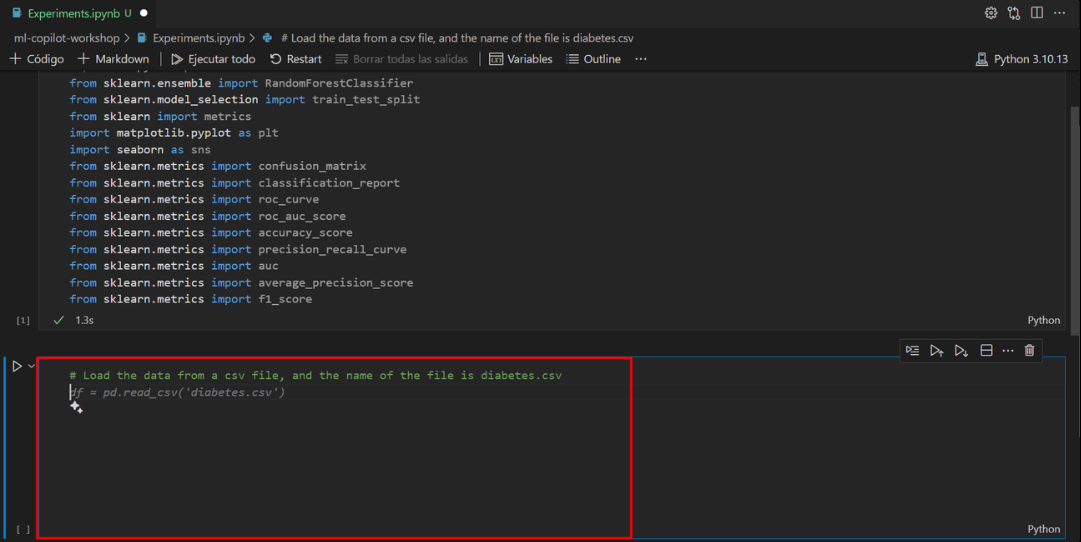 Experiments.ipynb U
ml-copilot-workshop > Experiments.ipynb > # Load the data from a csv file, and the name of the file is diabetes.csv
+ Código + Markdown | Ejecutar todo Restart Borrar todas las salidas | Variables Outline ... Python 3.10.13
from sklearn.ensemble import RandomForestClassifier
from sklearn.model_selection import train_test_split
from sklearn import metrics
import matplotlib.pyplot as plt
import seaborn as sns
from sklearn.metrics import confusion_matrix
from sklearn.metrics import classification_report
from sklearn.metrics import roc_curve
from sklearn.metrics import roc_auc_score
from sklearn.metrics import accuracy_score
from sklearn.metrics import precision_recall_curve
from sklearn.metrics import auc
from sklearn.metrics import average_precision_score
from sklearn.metrics import f1_score
[1] 1.3s Python
# Load the data from a csv file, and the name of the file is diabetes.csv
df = pd.read_csv('diabetes.csv')
[ ] Python